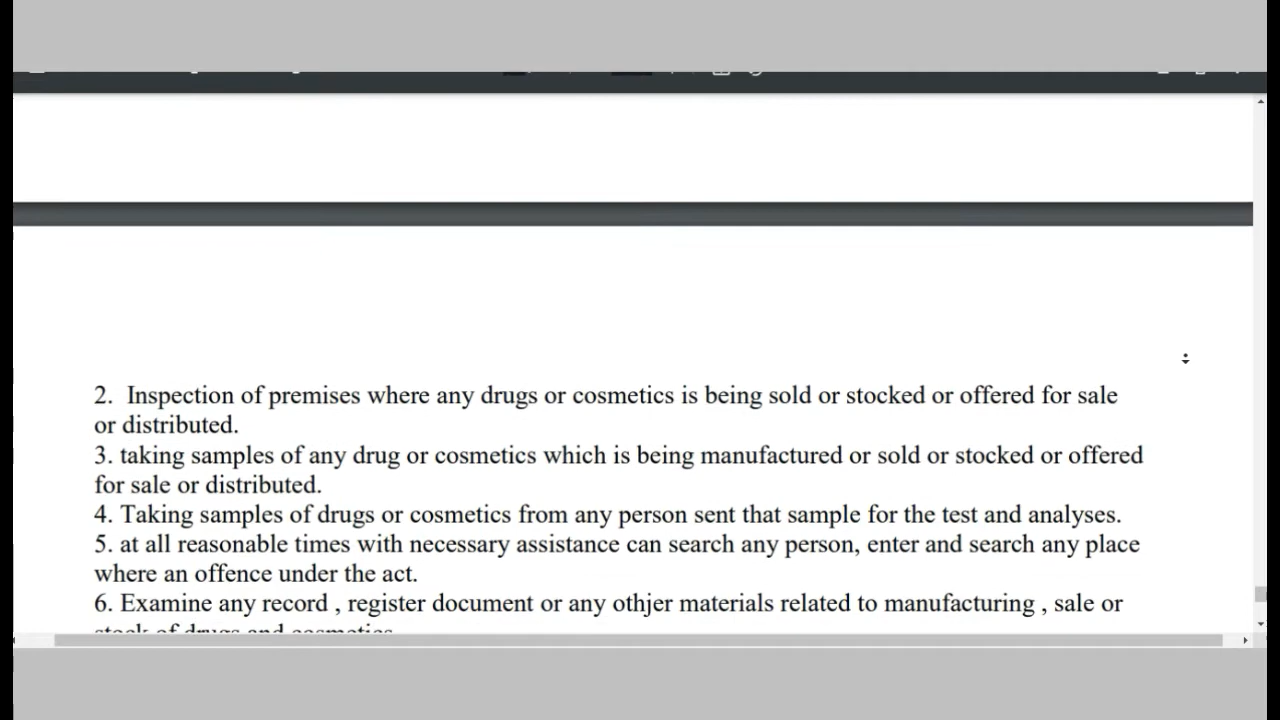 2. Inspection of premises where any drugs or cosmetics is being sold or stocked or offered for sale
or distributed.
3. taking samples of any drug or cosmetics which is being manufactured or sold or stocked or offered
for sale or distributed.
4. Taking samples of drugs or cosmetics from any person sent that sample for the test and analyses.
5. at all reasonable times with necessary assistance can search any person, enter and search any place
where an offence under the act.
6. Examine any record , register document or any othjer materials related to manufacturing , sale or
stock of drugs and cosmetics